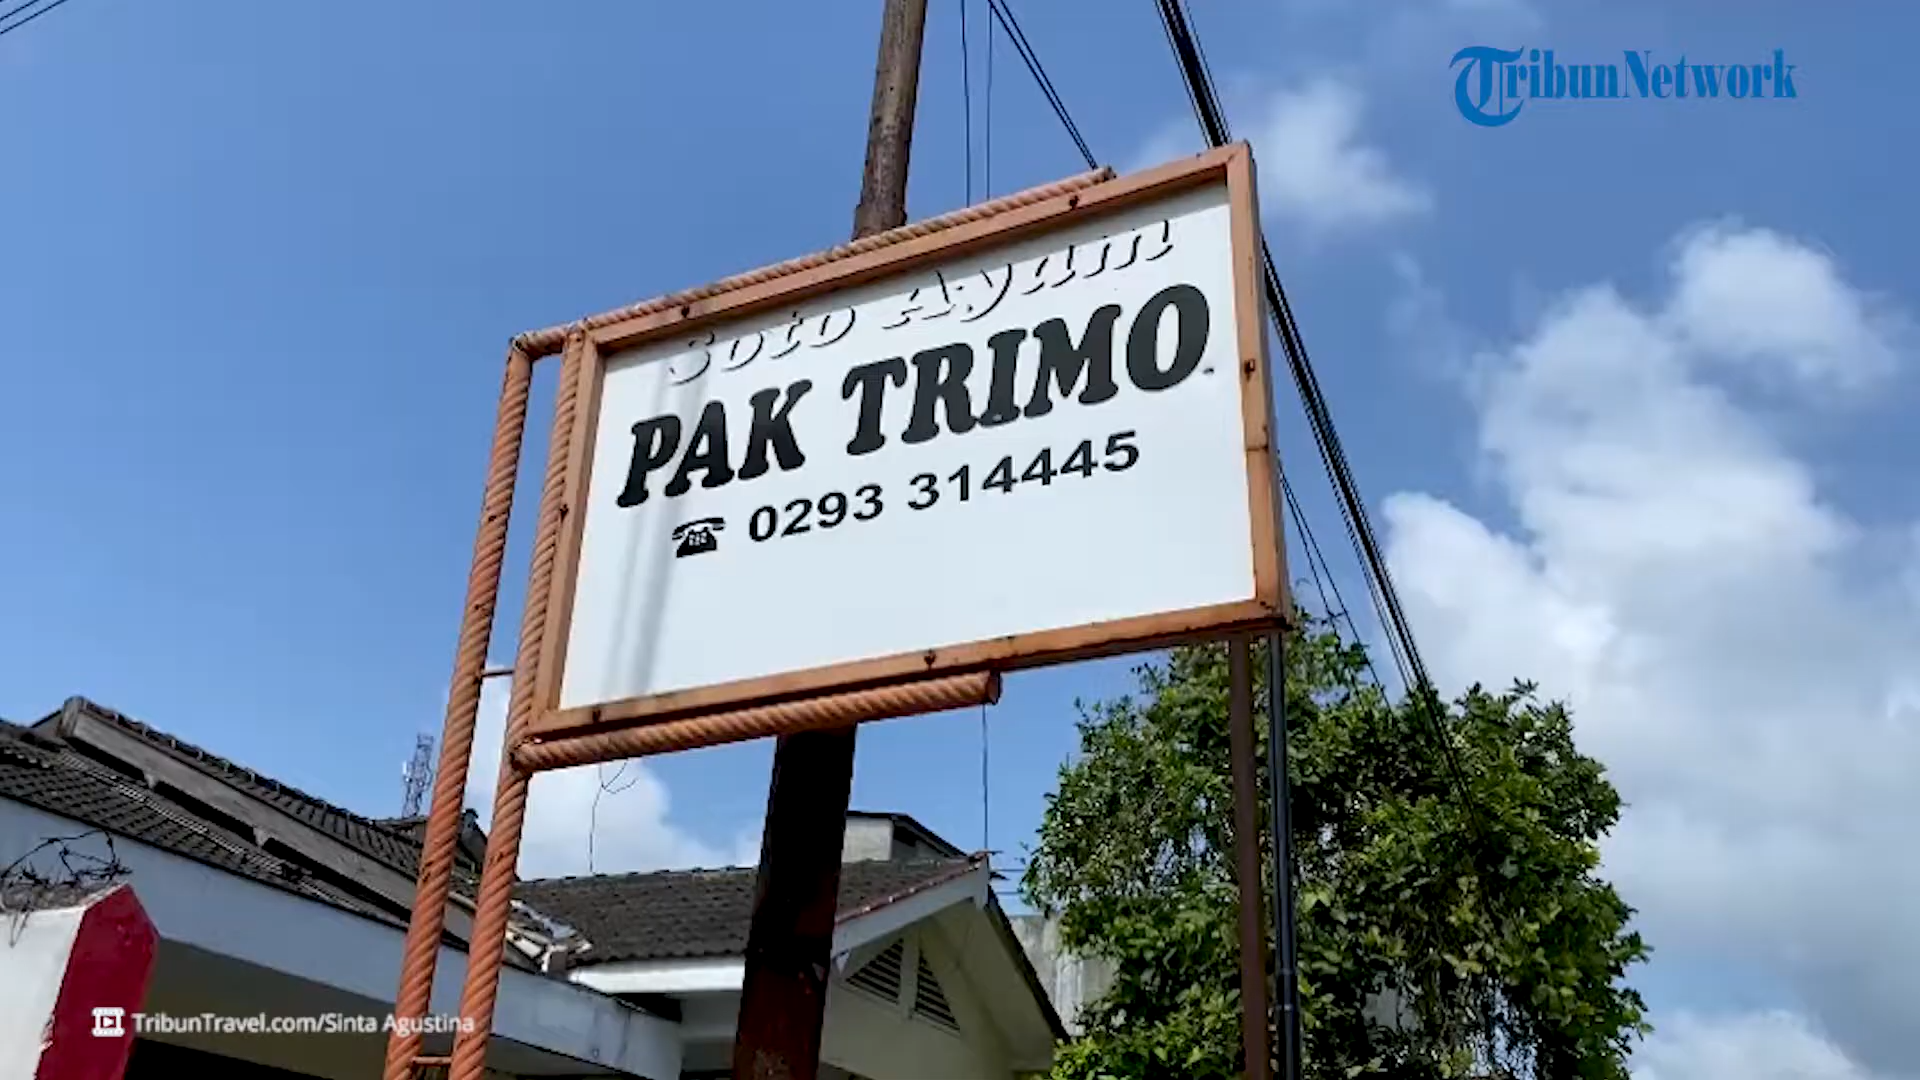 TribunNetwork
Soto Ayam
PAK TRIMO.
☎ 0293 314445
TribunTravel.com/Sinta Agustina